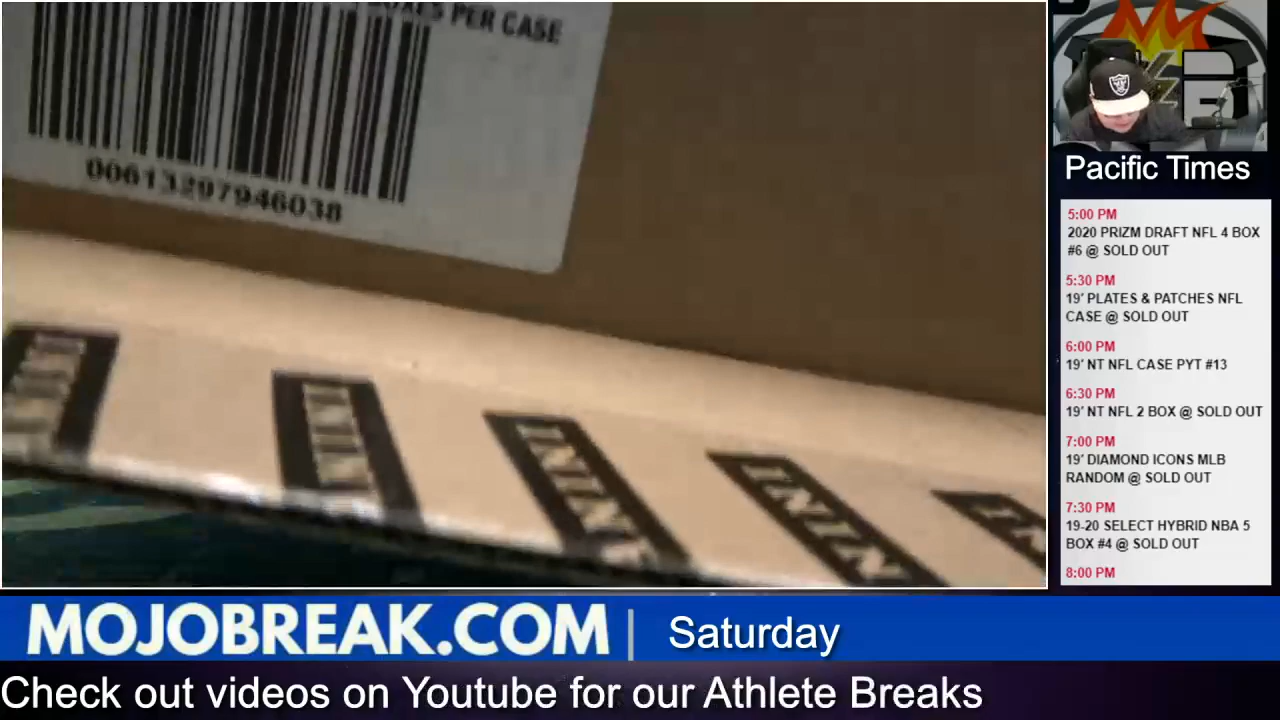 PER CASE
00613297946038
Pacific Times
5:00 PM
2020 PRIZM DRAFT NFL 4 BOX
#6 @ SOLD OUT
5:30 PM
19' PLATES & PATCHES NFL
CASE @ SOLD OUT
6:00 PM
19' NT NFL CASE PYT #13
6:30 PM
19' NT NFL 2 BOX @ SOLD OUT
7:00 PM
19' DIAMOND ICONS MLB
RANDOM @ SOLD OUT
7:30 PM
19-20 SELECT HYBRID NBA 5
BOX #4 @ SOLD OUT
8:00 PM
MOJOBREAK.COM | Saturday
Check out videos on Youtube for our Athlete Breaks